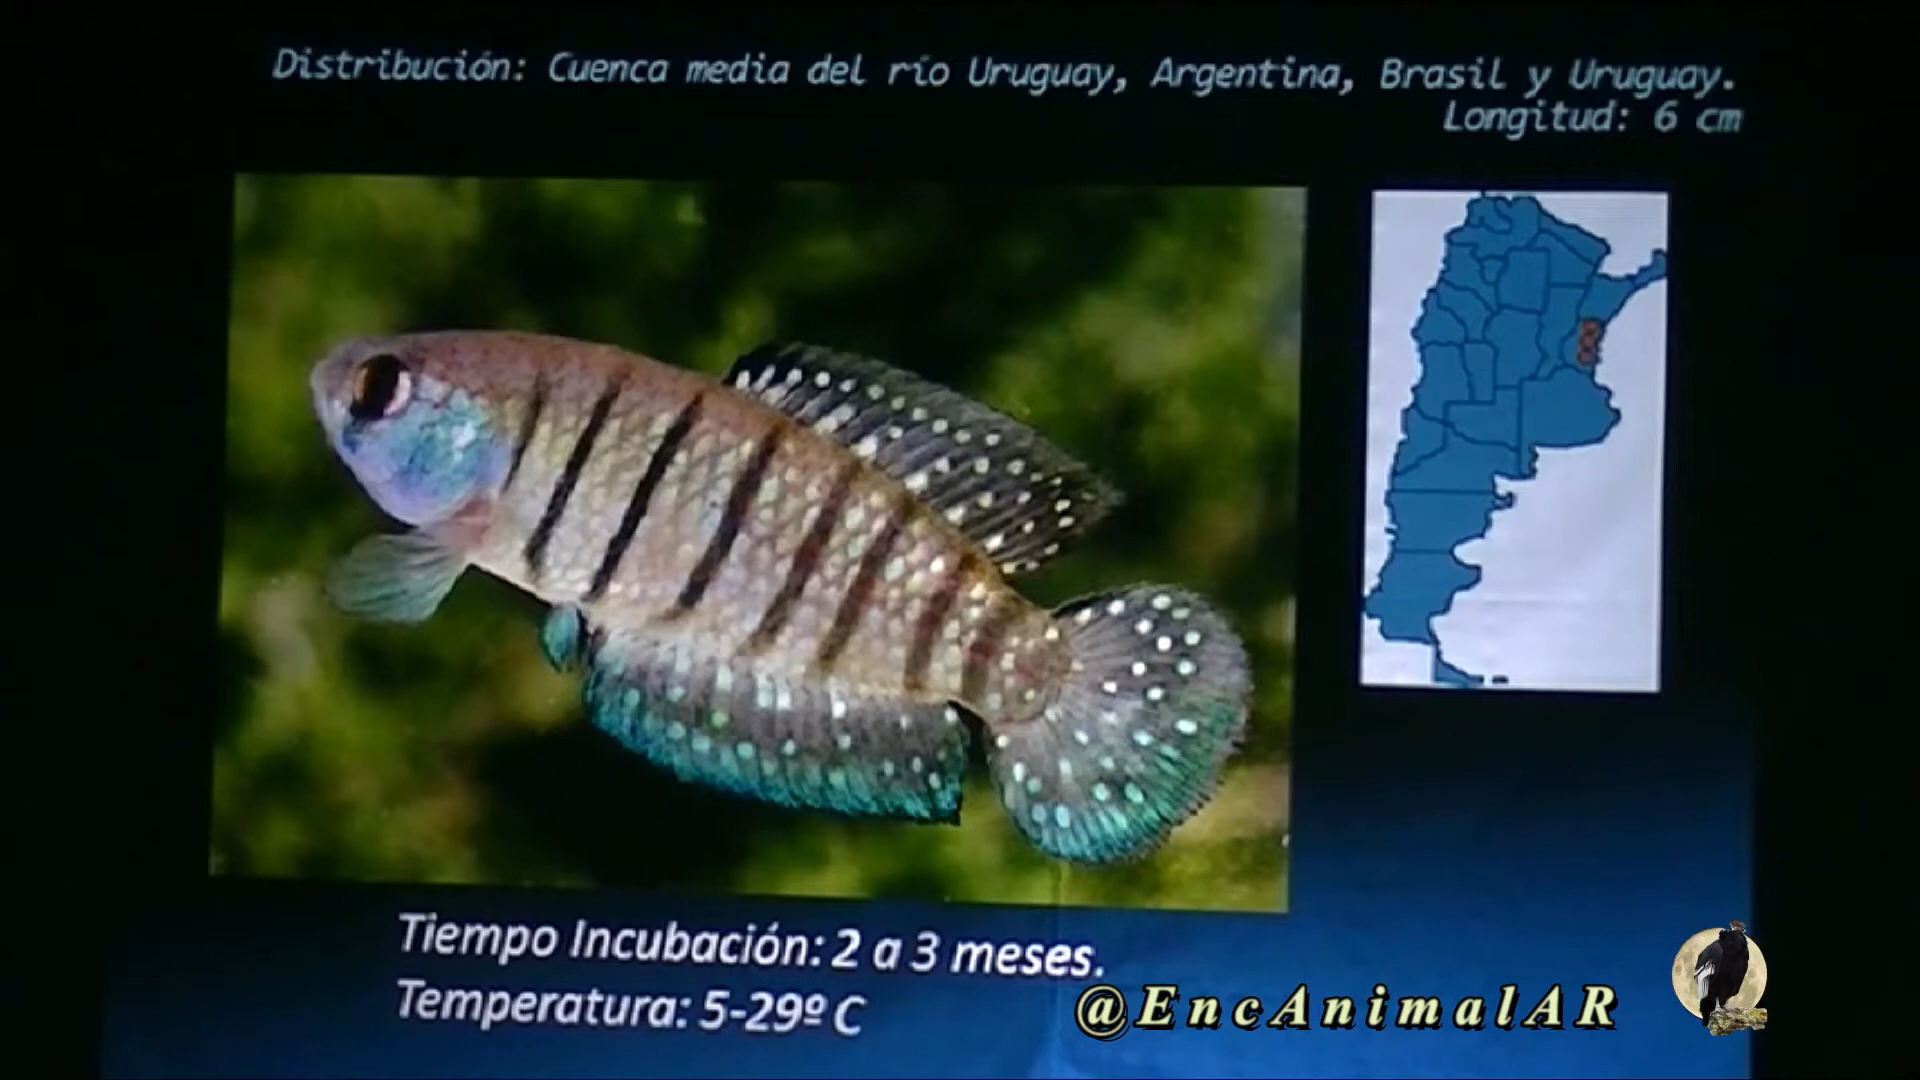 Distribución: Cuenca media del río Uruguay, Argentina, Brasil y Uruguay.
Longitud: 6 cm
Tiempo Incubación: 2 a 3 meses.
Temperatura: 5-29º C
@EncAnimalAR